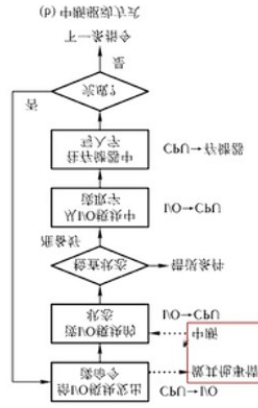 给I/O模块发出
读命令
CPU→I/O
做其他事情
读I/O模块的
状态
I/O→CPU
中断
检查状态
错误条件
准备好
从I/O模块中
读取字
I/O→CPU
往存储器中
写入字
CPU→存储器
完成?
否
是
下一条指令
(b) 中断驱动方式